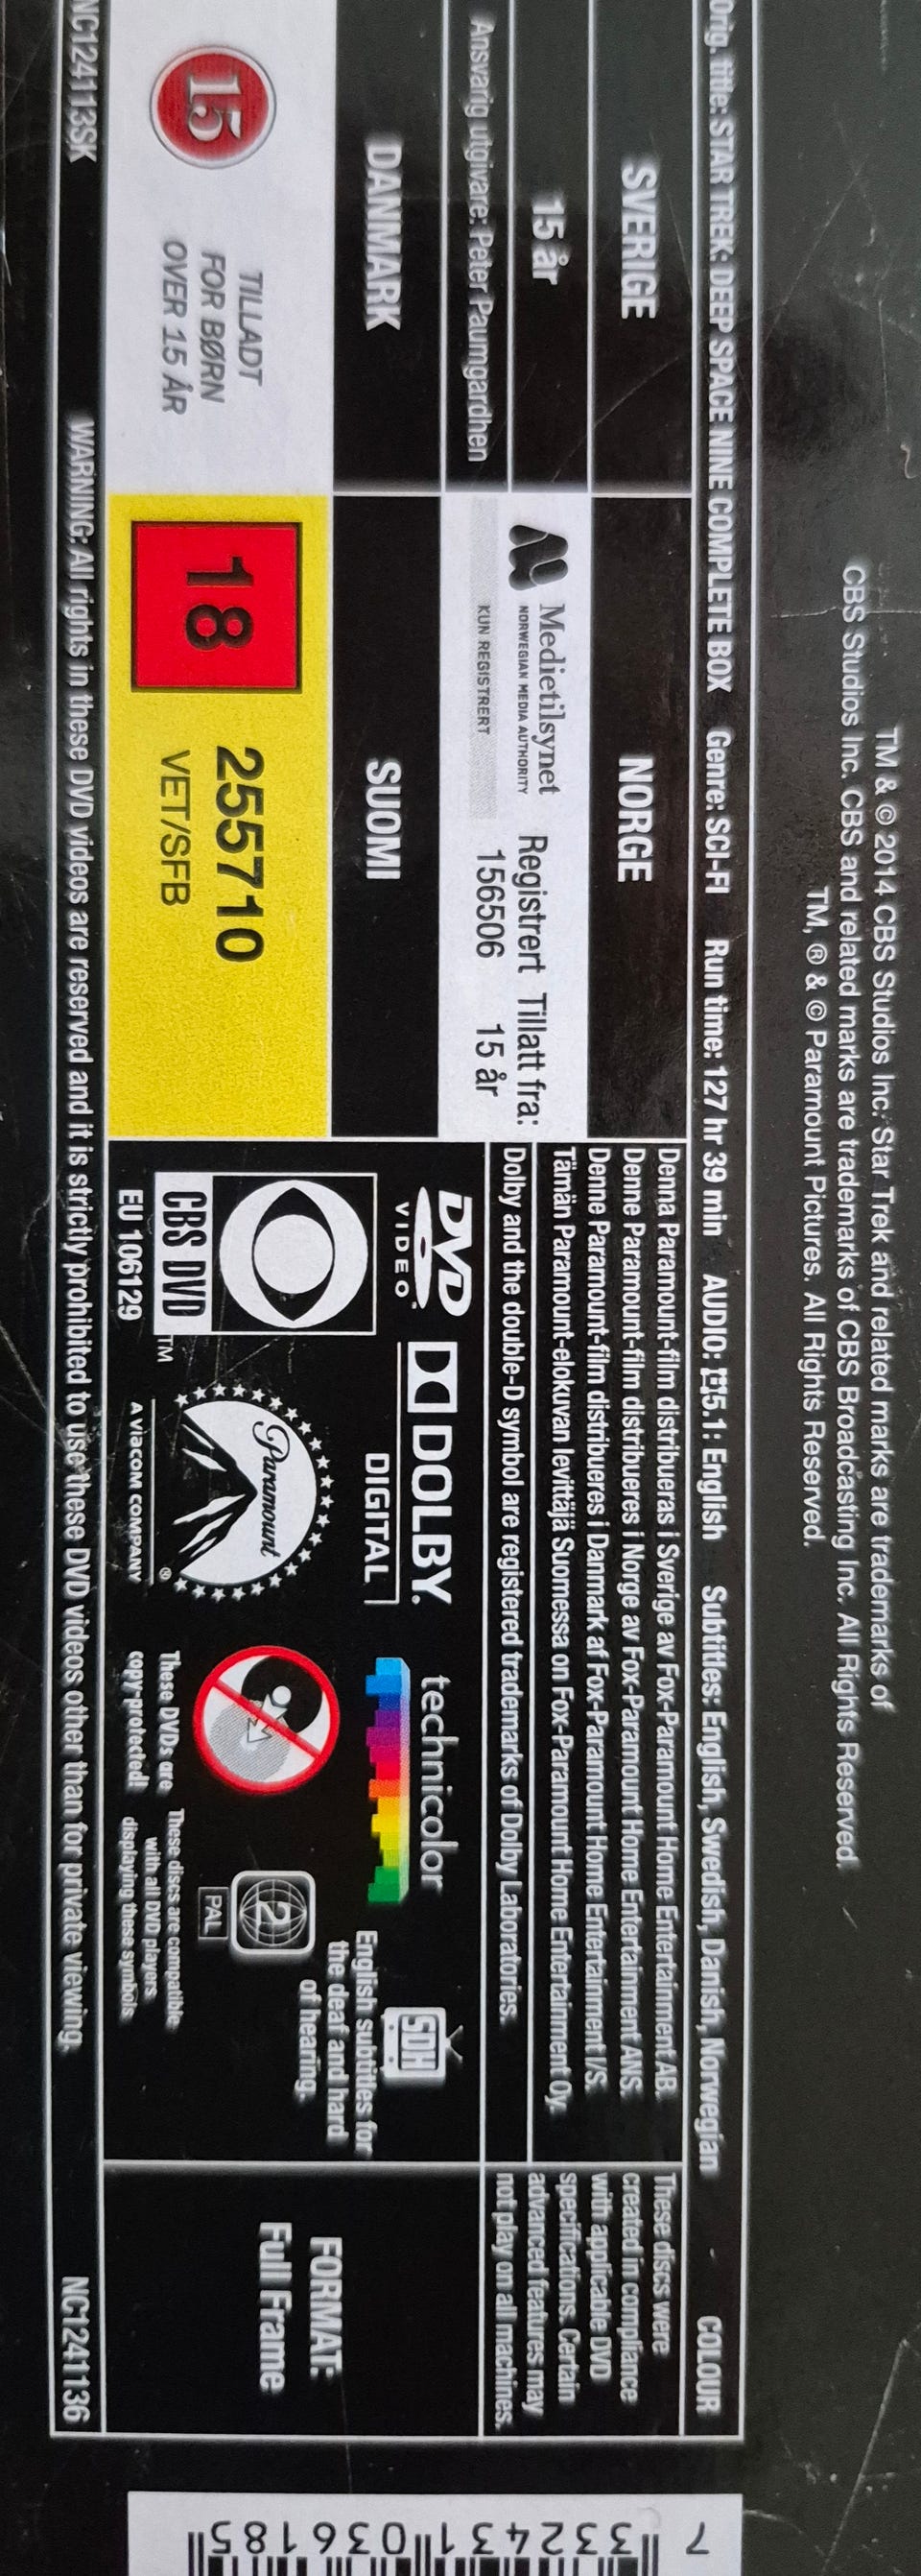 TM & © 2014 CBS Studios Inc. Star Trek and related marks are trademarks of
CBS Studios Inc. CBS and related marks are trademarks of CBS Broadcasting Inc. All Rights Reserved.
TM, ® & © Paramount Pictures. All Rights Reserved.
Orig. title: STAR TREK: DEEP SPACE NINE COMPLETE BOX Genre: SCI-FI Run time: 127 hr 39 min AUDIO: 5.1: English Subtitles: English, Swedish, Danish, Norwegian COLOUR
SVERIGE
15 år
Ansvarig utgivare: Peter Paumgardhen
NORGE
Medietilsynet
NORWEGIAN MEDIA AUTHORITY
KUN REGISTRERT
Registrert Tillatt fra:
156506 15 år
DANMARK
15
TILLADT
FOR BØRN
OVER 15 ÅR
SUOMI
18
255710
VET/SFB
Denna Paramount-film distribueras i Sverige av Fox-Paramount Home Entertainment AB.
Denne Paramount-film distribueres i Norge av Fox-Paramount Home Entertainment ANS.
Denne Paramount-film distribueres i Danmark af Fox-Paramount Home Entertainment I/S.
Tämän Paramount-elokuvan levittäjä Suomessa on Fox-Paramount Home Entertainment Oy.
Dolby and the double-D symbol are registered trademarks of Dolby Laboratories.
These discs were
created in compliance
with applicable DVD
specifications. Certain
advanced features may
not play on all machines.
DVD
VIDEO™
DOLBY.
DIGITAL
technicolor
SDH
English subtitles for
the deaf and hard
of hearing.
CBS DVD™
EU 106129
Paramount®
A VIACOM COMPANY
These DVDs are
copy-protected!
2
PAL
These discs are compatible
with all DVD players
displaying these symbols.
FORMAT:
Full Frame
NC124113SK WARNING: All rights in these DVD videos are reserved and it is strictly prohibited to use these DVD videos other than for private viewing. NC1241136
7 332431 036185